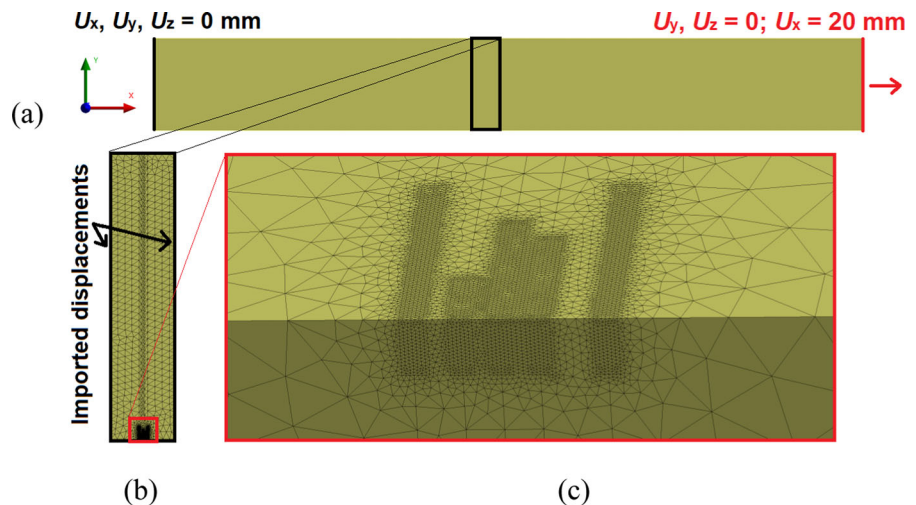 Ux, Uy, Uz = 0 mm
Uy, Uz = 0; Ux = 20 mm
Y
X
(a)
Imported displacements
(b)
(c)